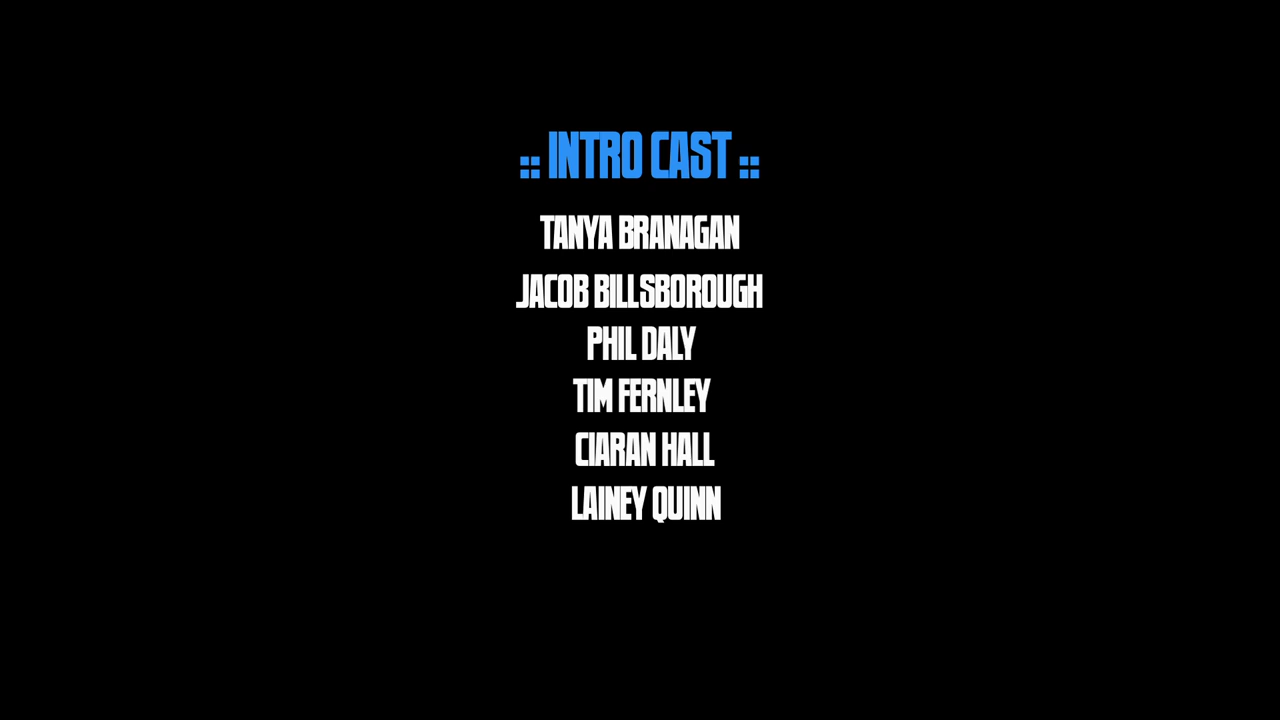 :: INTRO CAST ::
TANYA BRANAGAN
JACOB BILLSBOROUGH
PHIL DALY
TIM FERNLEY
CIARAN HALL
LAINEY QUINN